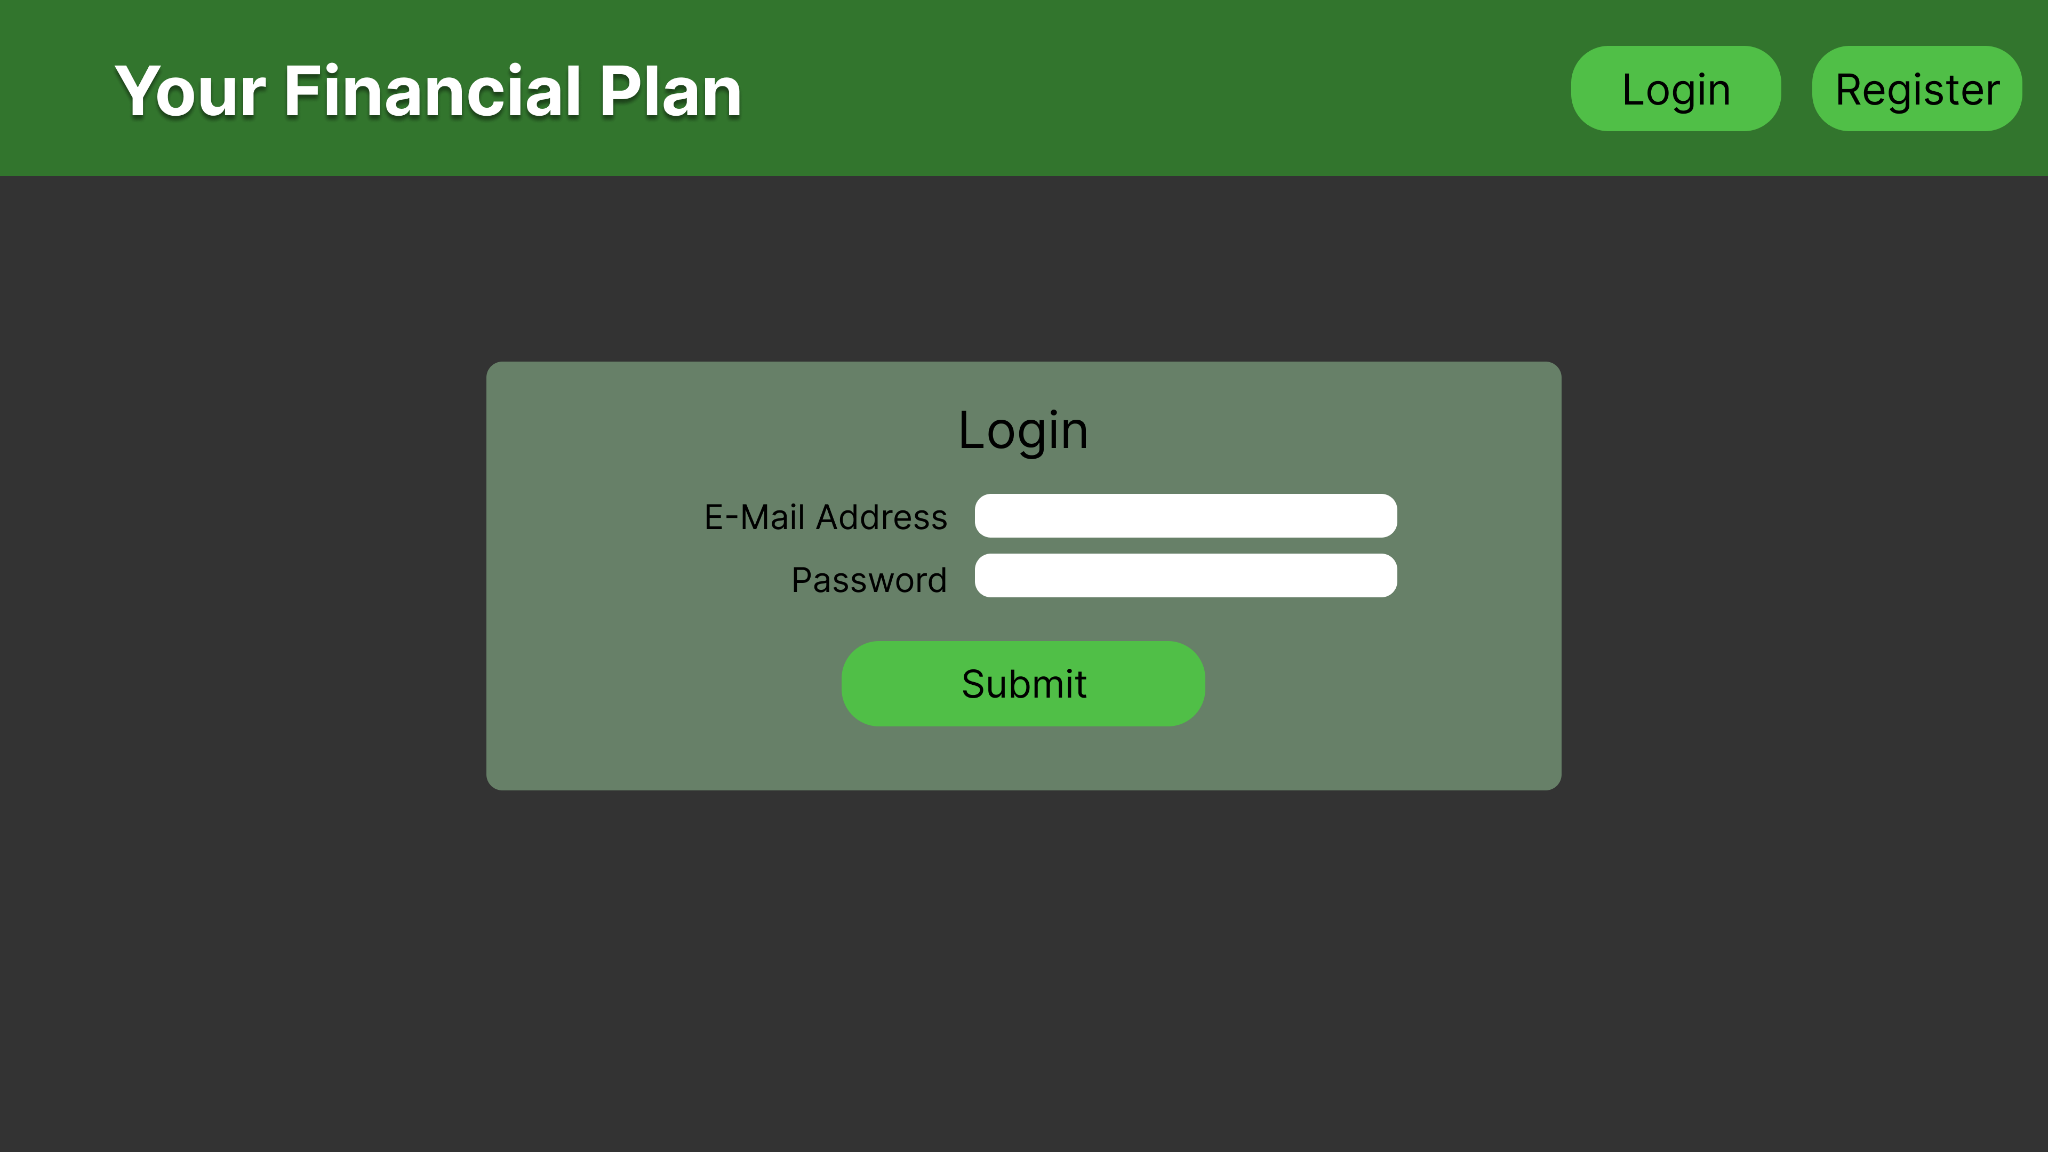 Your Financial Plan
Login
Register
Login
E-Mail Address
Password
Submit